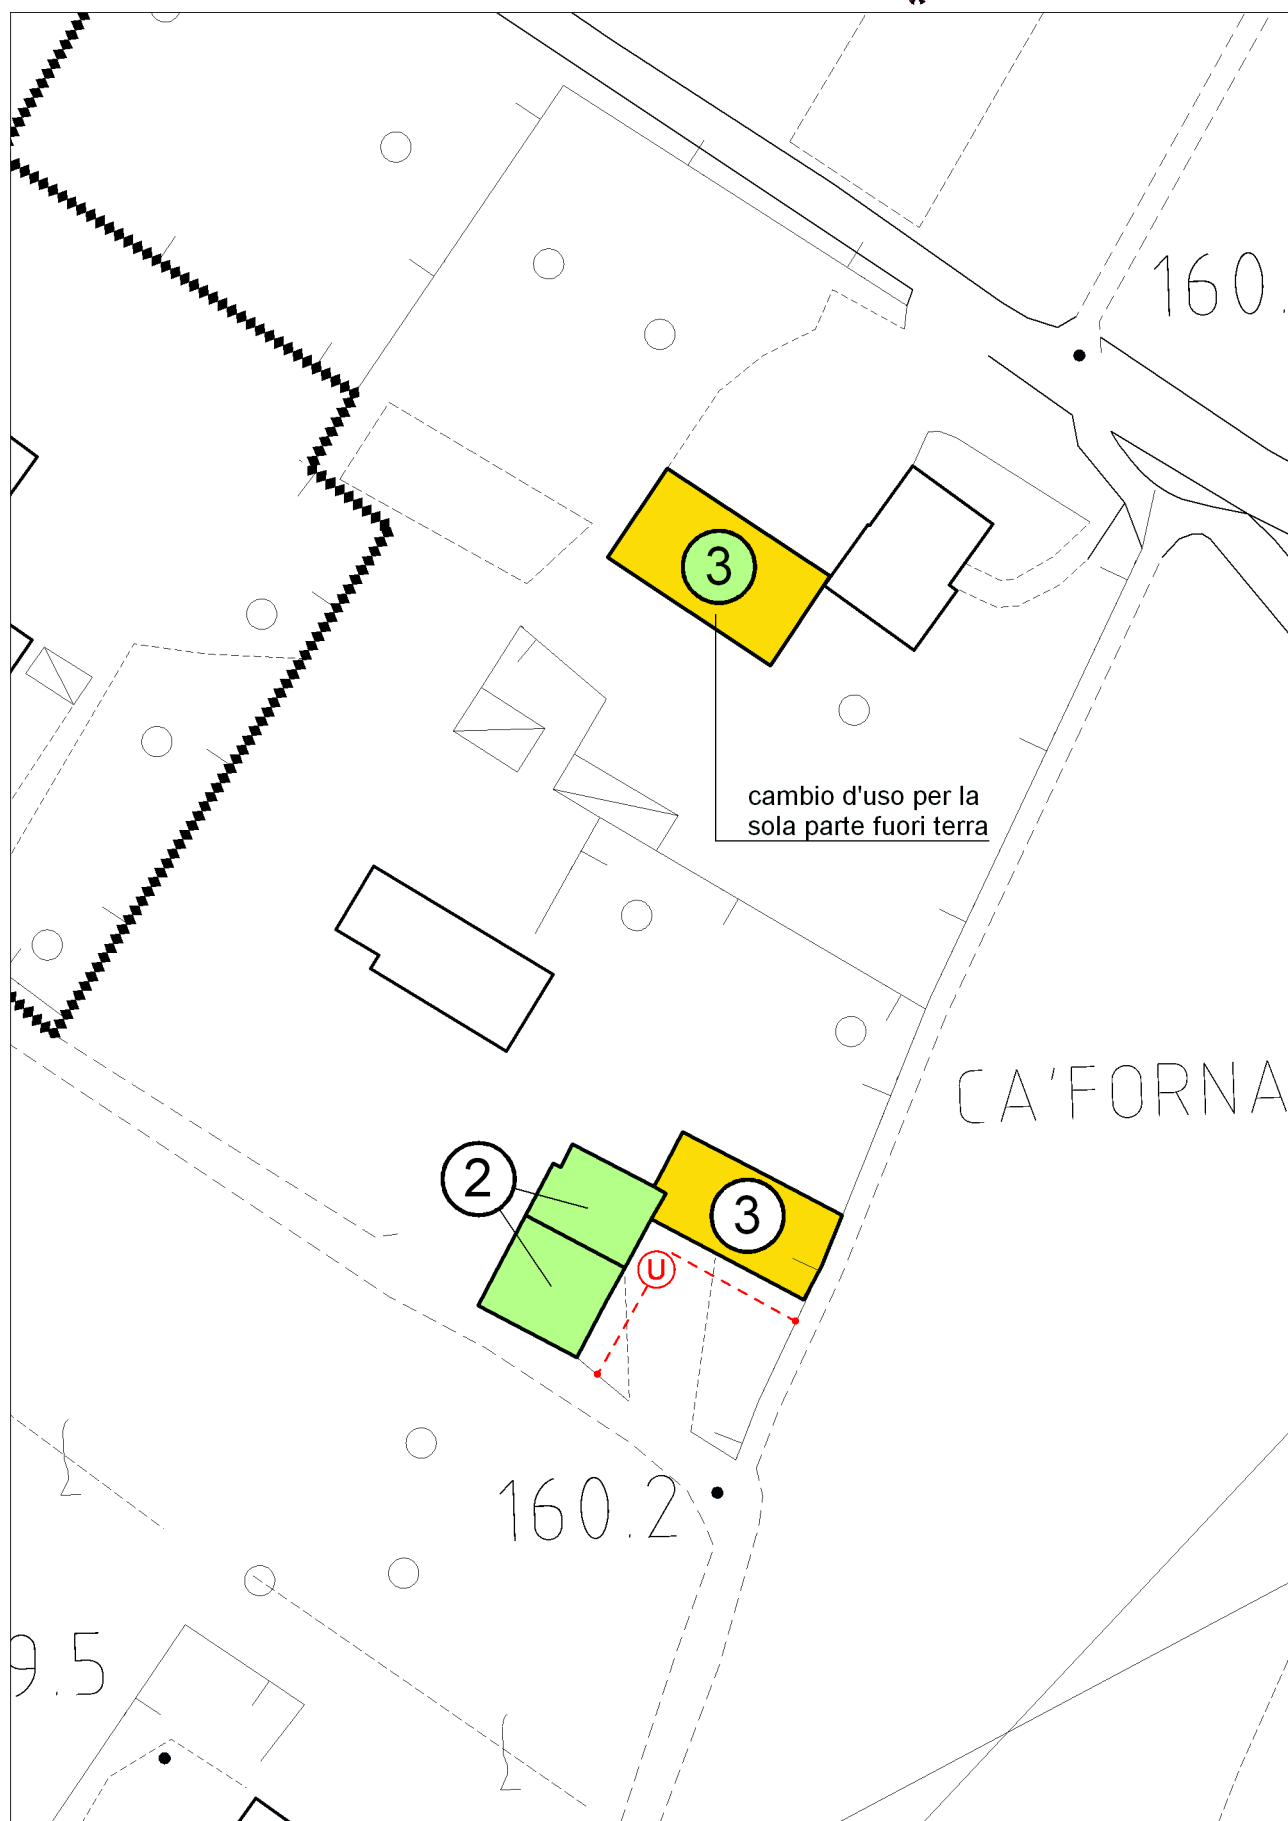 160.
3
cambio d'uso per la
sola parte fuori terra
CA'FORNA
2
3
U
160.2
9.5